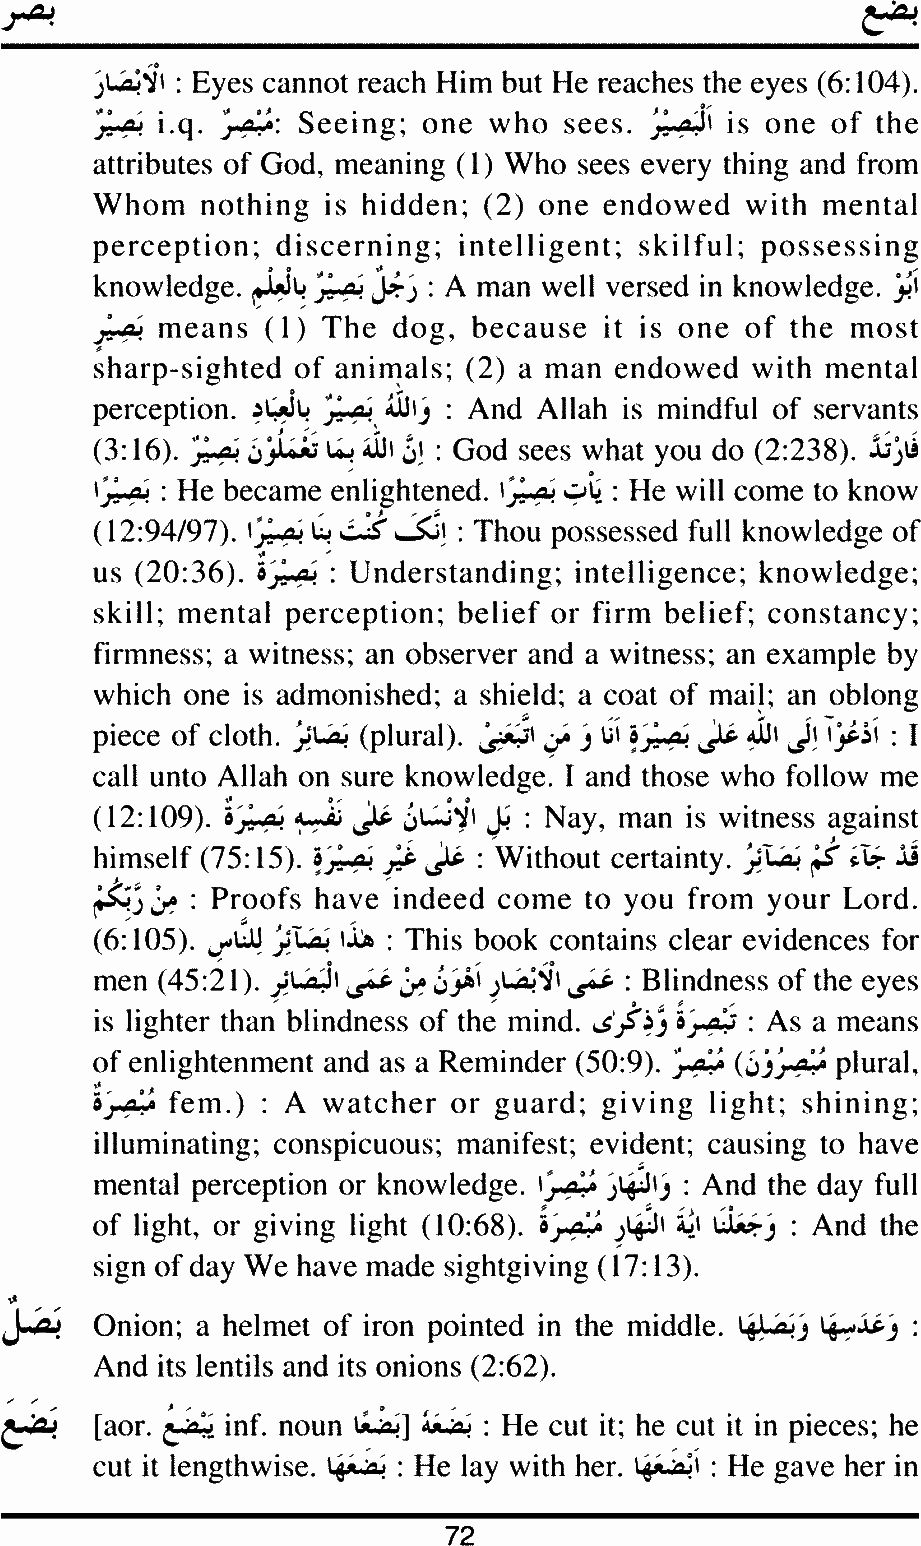 بصر بضع
الْاَبْصَارَ : Eyes cannot reach Him but He reaches the eyes (6:104).
بَصِيْرٌ i.q. مُبْصِرٌ: Seeing; one who sees. اَلْبَصِيْرُ is one of the
attributes of God, meaning (1) Who sees every thing and from
Whom nothing is hidden; (2) one endowed with mental
perception; discerning; intelligent; skilful; possessing
knowledge. رَجُلٌ بَصِيْرٌ بِالْعِلْمِ : A man well versed in knowledge. اَبُوْ
بَصِيْرٍ means (1) The dog, because it is one of the most
sharp-sighted of animals; (2) a man endowed with mental
perception. وَاللّٰهُ بَصِيْرٌ بِالْعِبَادِ : And Allah is mindful of servants
(3:16). اِنَّ اللّٰهَ بِمَا تَعْمَلُوْنَ بَصِيْرٌ : God sees what you do (2:238). فَارْتَدَّ
بَصِيْرًا : He became enlightened. يَاْتِ بَصِيْرًا : He will come to know
(12:94/97). اِنَّكَ كُنْتَ بِنَا بَصِيْرًا : Thou possessed full knowledge of
us (20:36). بَصِيْرَةٌ : Understanding; intelligence; knowledge;
skill; mental perception; belief or firm belief; constancy;
firmness; a witness; an observer and a witness; an example by
which one is admonished; a shield; a coat of mail; an oblong
piece of cloth. بَصَائِرُ (plural). اَدْعُوْآ اِلَى اللّٰهِ عَلٰى بَصِيْرَةٍ اَنَا وَ مَنِ اتَّبَعَنِیْ : I
call unto Allah on sure knowledge. I and those who follow me
(12:109). بَلِ الْاِنْسَانُ عَلٰى نَفْسِهٖ بَصِيْرَةٌ : Nay, man is witness against
himself (75:15). عَلٰى غَيْرِ بَصِيْرَةٍ : Without certainty. قَدْ جَآءَ كُمْ بَصَآئِرُ
مِنْ رَّبِّكُمْ : Proofs have indeed come to you from your Lord.
(6:105). هٰذَا بَصَآئِرُ لِلنَّاسِ : This book contains clear evidences for
men (45:21). عَمَى الْاَبْصَارِ اَهْوَنُ مِنْ عَمَى الْبَصَائِرِ : Blindness of the eyes
is lighter than blindness of the mind. تَبْصِرَةً وَّذِكْرٰى : As a means
of enlightenment and as a Reminder (50:9). مُبْصِرٌ (مُبْصِرُوْنَ plural,
مُبْصِرَةٌ fem.) : A watcher or guard; giving light; shining;
illuminating; conspicuous; manifest; evident; causing to have
mental perception or knowledge. وَالنَّهَارَ مُبْصِرًا : And the day full
of light, or giving light (10:68). وَجَعَلْنَا اٰيَةَ النَّهَارِ مُبْصِرَةً : And the
sign of day We have made sightgiving (17:13).
بَصَلٌ Onion; a helmet of iron pointed in the middle. وَعَدَسِهَا وَبَصَلِهَا :
And its lentils and its onions (2:62).
بَضَعَ [aor. يَبْضَعُ inf. noun بَضْعًا] بَضَعَهُ : He cut it; he cut it in pieces; he
cut it lengthwise. بَضَعَهَا : He lay with her. اَبْضَعَهَا : He gave her in
72